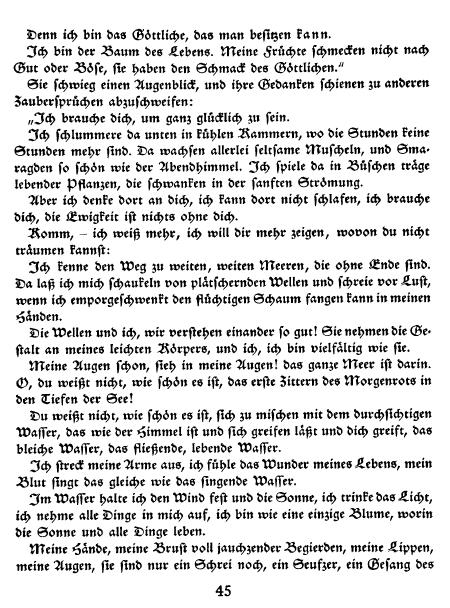 Denn ich bin das Göttliche, das man besitzen kann.
Ich bin der Baum des Lebens. Meine Früchte schmecken nicht nach
Gut oder Böse, sie haben den Schmack des Göttlichen.“
Sie schwieg einen Augenblick, und ihre Gedanken schienen zu anderen
Zaubersprüchen abzuschweifen:
„Ich brauche dich, um ganz glücklich zu sein.
Ich schlummere da unten in kühlen Kammern, wo die Stunden keine
Stunden mehr sind. Da wachsen allerlei seltsame Muscheln, und Sma-
ragden so schön wie der Abendhimmel. Ich spiele da in Büschen träge
lebender Pflanzen, die schwanken in der sanften Strömung.
Aber ich denke dort an dich, ich kann dort nicht schlafen, ich brauche
dich, die Ewigkeit ist nichts ohne dich.
Komm, – ich weiß mehr, ich will dir mehr zeigen, wovon du nicht
träumen kannst:
Ich kenne den Weg zu weiten, weiten Meeren, die ohne Ende sind.
Da laß ich mich schaukeln von plätschernden Wellen und schreie vor Lust,
wenn ich emporgeschwenkt den flüchtigen Schaum fangen kann in meinen
Händen.
Die Wellen und ich, wir verstehen einander so gut! Sie nehmen die Ge-
stalt an meines leichten Körpers, und ich, ich bin vielfältig wie sie.
Meine Augen schon, sieh in meine Augen! das ganze Meer ist darin.
O, du weißt nicht, wie schön es ist, das erste Zittern des Morgenrots in
den Tiefen der See!
Du weißt nicht, wie schön es ist, sich zu mischen mit dem durchsichtigen
Wasser, das wie der Himmel ist und sich greifen läßt und dich greift, das
bleiche Wasser, das fließende, lebende Wasser.
Ich streck meine Arme aus, ich fühle das Wunder meines Lebens, mein
Blut singt das gleiche wie das singende Wasser.
Im Wasser halte ich den Wind fest und die Sonne, ich trinke das Licht,
ich nehme alle Dinge in mich auf, ich bin wie eine einzige Blume, worin
die Sonne und alle Dinge leben.
Meine Hände, meine Brust voll jauchzender Begierden, meine Lippen,
meine Augen, sie sind nur ein Schrei noch, ein Seufzer, ein Gesang des
45